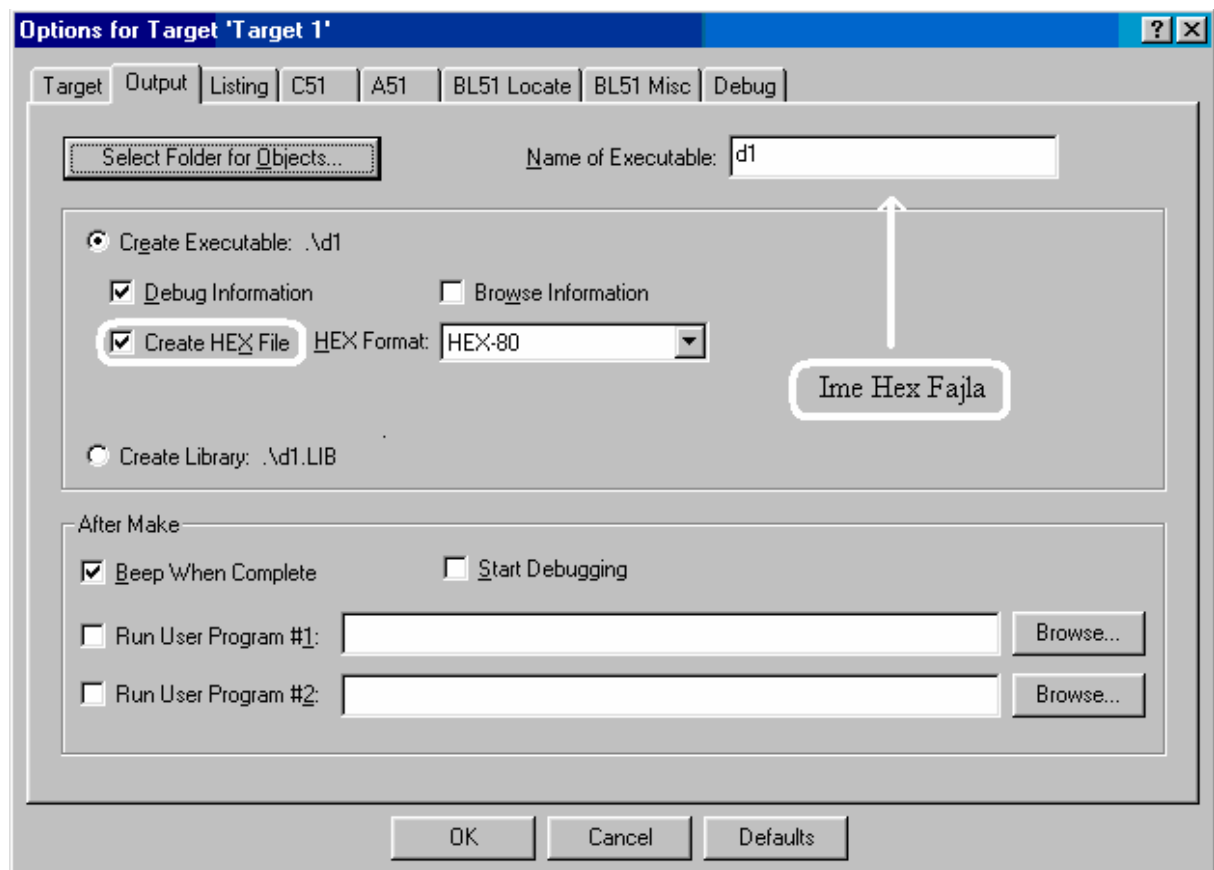 Options for Target 'Target 1'
Target Output Listing C51 A51 BL51 Locate BL51 Misc Debug
Select Folder for Objects... Name of Executable: d1
Create Executable: .\d1
Debug Information Browse Information
Create HEX File HEX Format: HEX-80
Ime Hex Fajla
Create Library: .\d1.LIB
After Make
Beep When Complete Start Debugging
Run User Program #1: Browse...
Run User Program #2: Browse...
OK Cancel Defaults